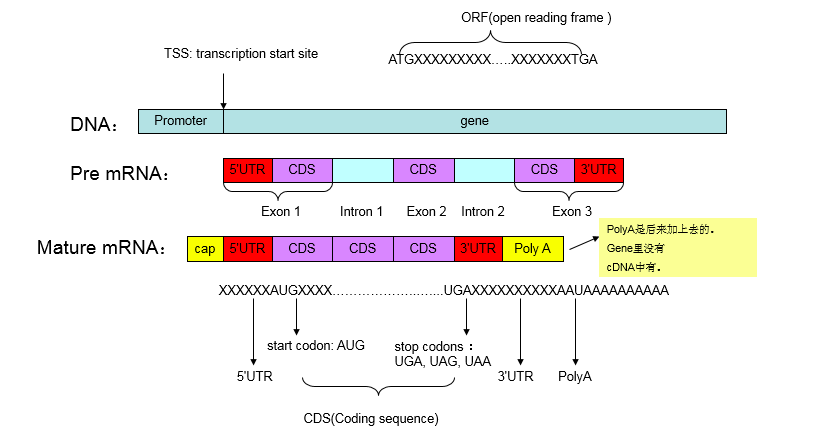 ORF(open reading frame )
TSS: transcription start site
ATGXXXXXXXXX…..XXXXXXXTGA
DNA：
Promoter
gene
Pre mRNA：
5'UTR
CDS
CDS
CDS
3'UTR
Exon 1
Intron 1
Exon 2
Intron 2
Exon 3
Mature mRNA：
cap
5'UTR
CDS
CDS
CDS
3'UTR
Poly A
PolyA是后来加上去的。
Gene里没有
cDNA中有。
XXXXXXAUGXXXX…………………..…...UGAXXXXXXXXXXAAUAAAAAAAAAA
start codon: AUG
stop codons：
UGA, UAG, UAA
5'UTR
3'UTR
PolyA
CDS(Coding sequence)